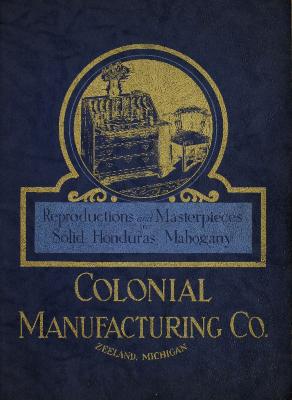 Reproductions and Masterpieces
in
Solid Honduras Mahogany
COLONIAL
MANUFACTURING CO.
ZEELAND, MICHIGAN